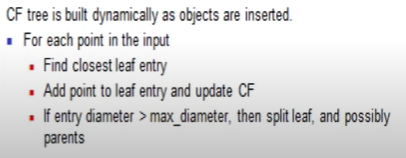 CF tree is built dynamically as objects are inserted.
▪ For each point in the input
▪ Find closest leaf entry
▪ Add point to leaf entry and update CF
▪ If entry diameter > max_diameter, then split leaf, and possibly
parents